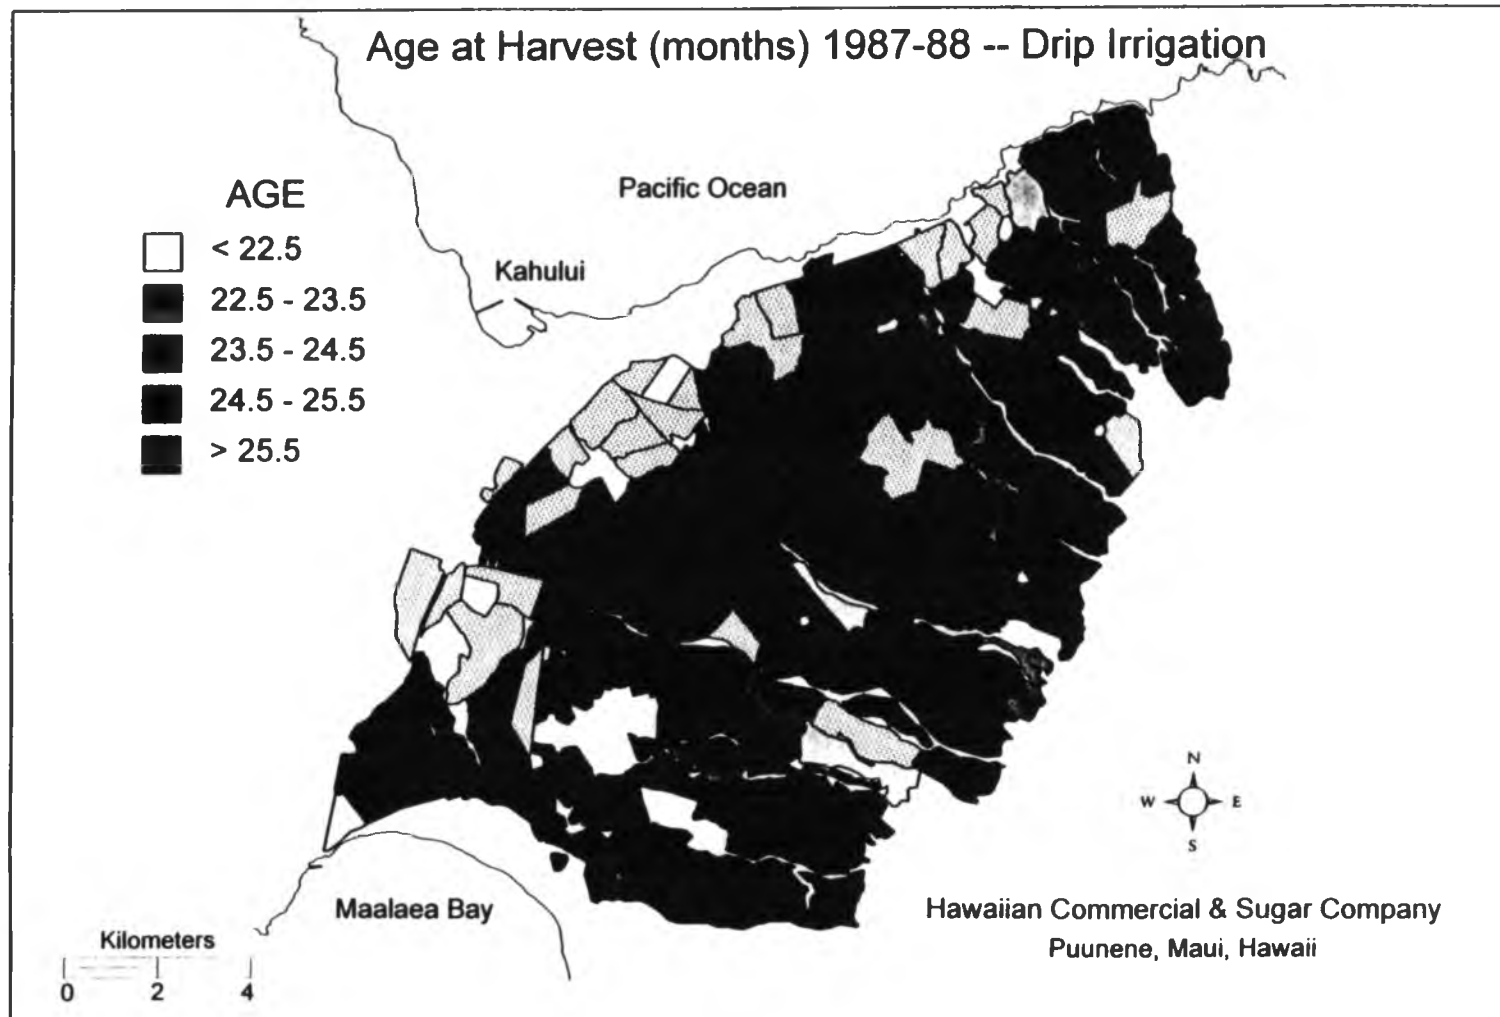 Age at Harvest (months) 1987-88 -- Drip Irrigation
Pacific Ocean
AGE
< 22.5
22.5 - 23.5
23.5 - 24.5
24.5 - 25.5
> 25.5
Kahului
N
W
E
S
Maalaea Bay
Hawaiian Commercial & Sugar Company
Puunene, Maui, Hawaii
Kilometers
0 2 4